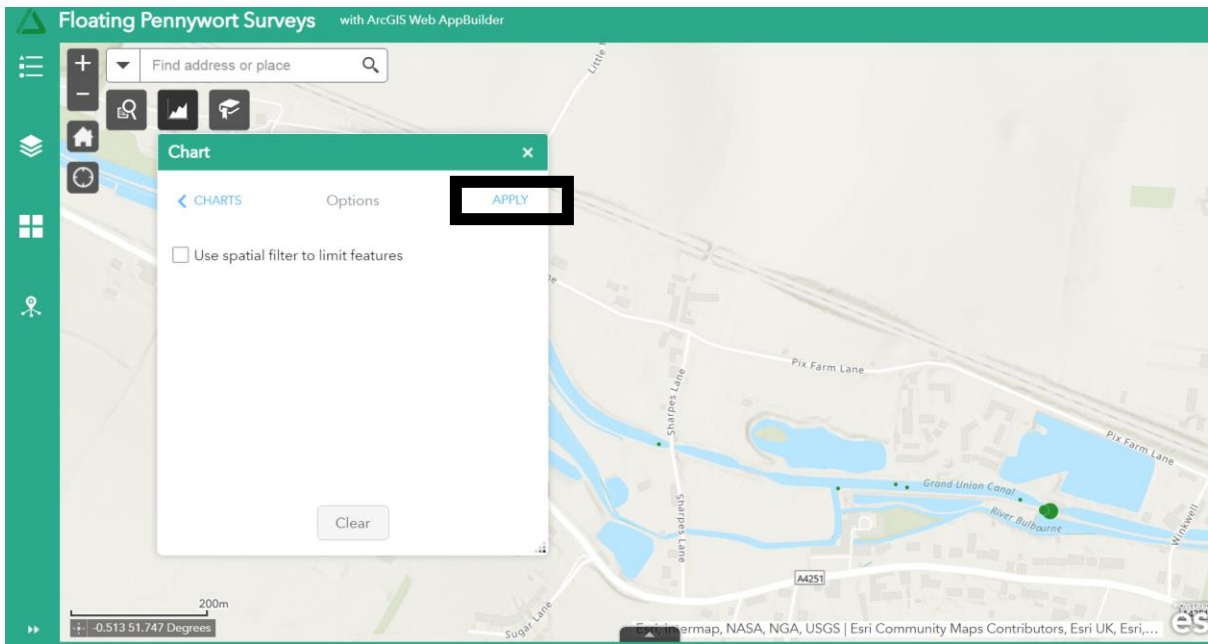 Floating Pennywort Surveys with ArcGIS Web AppBuilder
Find address or place
Little
Chart
CHARTS Options APPLY
Use spatial filter to limit features
Clear
Pix Farm Lane
Sharpes Lane
Pix Farm Lane
Grand Union Canal
River Bulbourne
Winkwell
Sharpes Lane
A4251
200m
-0.513 51.747 Degrees
Sugar Lane
Esri, Intermap, NASA, NGA, USGS | Esri Community Maps Contributors, Esri UK, Esri,...